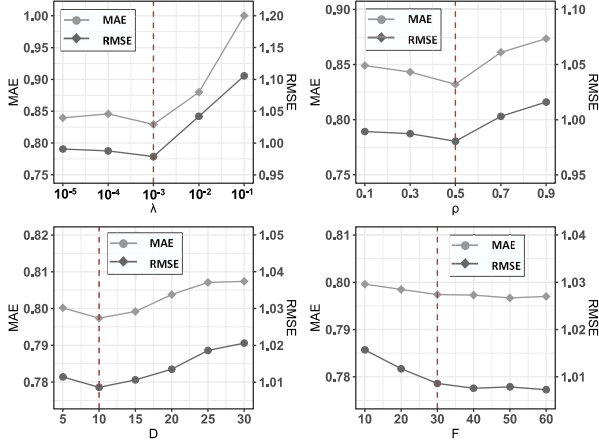 MAE
RMSE
1.00
0.95
0.90
0.85
0.80
0.75
MAE
1.20
1.15
1.10
1.05
1.00
0.95
RMSE
10-5 10-4 10-3 10-2 10-1
λ
MAE
RMSE
0.90
0.85
0.80
0.75
MAE
1.10
1.05
1.00
0.95
RMSE
0.1 0.3 0.5 0.7 0.9
ρ
MAE
RMSE
0.82
0.81
0.80
0.79
0.78
MAE
1.05
1.04
1.03
1.02
1.01
RMSE
5 10 15 20 25 30
D
MAE
RMSE
0.81
0.80
0.79
0.78
MAE
1.04
1.03
1.02
1.01
RMSE
10 20 30 40 50 60
F